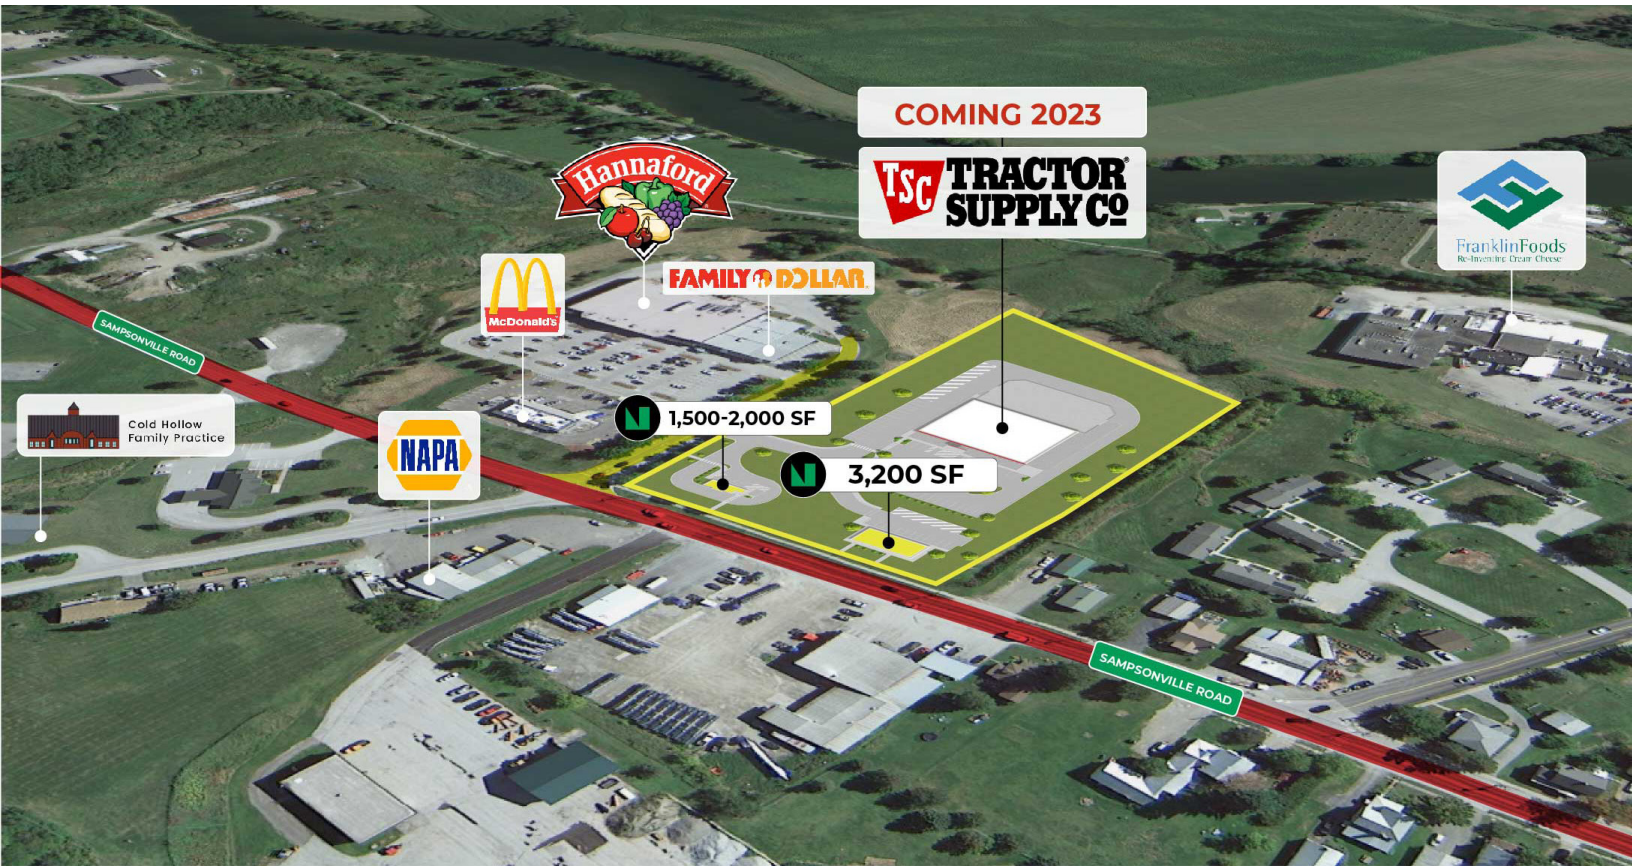 COMING 2023
TSC TRACTOR
SUPPLY CO
Hannaford
FranklinFoods
Re-Inventing Cream Cheese
McDonald's
FAMILY DOLLAR
SAMPSONVILLE ROAD
Cold Hollow
Family Practice
NAPA
N 1,500-2,000 SF
N 3,200 SF
SAMPSONVILLE ROAD